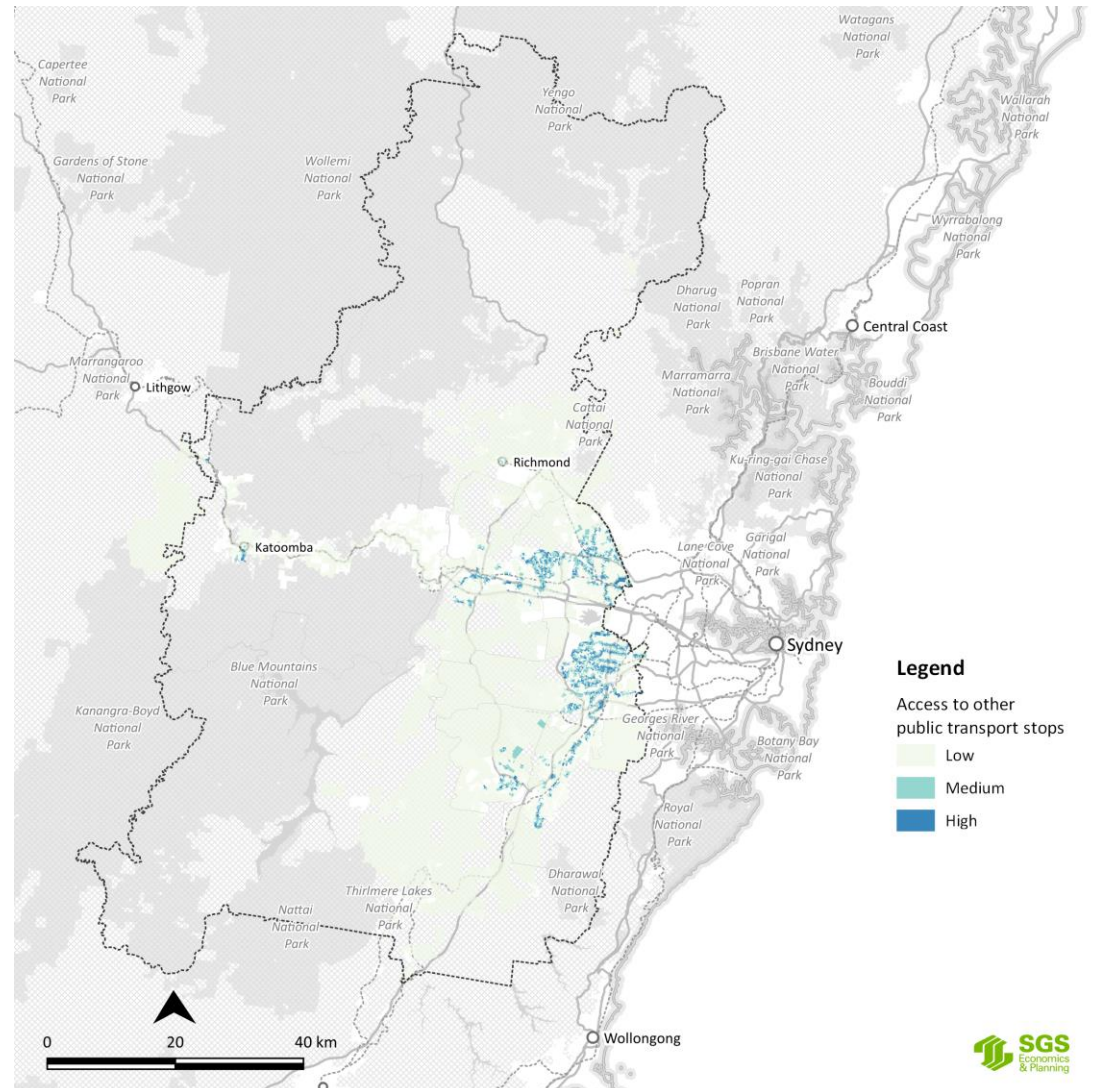 Watagans
National
Park
Capertee
National
Park
Yengo
National
Park
Wallarah
National
Park
Gardens of Stone
National
Park
Wollemi
National
Park
Wyrrabalong
National
Park
Dharug
National
Park
Popran
National
Park
Central Coast
Marrangaroo
National
Park
Lithgow
Brisbane Water
National
Park
Marramarra
National
Park
Bouddi
National
Park
Cattai
National
Park
Richmond
Ku-ring-gai Chase
National
Park
Katoomba
Lane Cove
National
Park
Garigal
National
Park
Sydney
Blue Mountains
National
Park
Kanangra-Boyd
National
Park
Georges River
National
Park
Botany Bay
National
Park
Legend
Access to other
public transport stops
Low
Medium
High
Royal
National
Park
Dharawal
National
Park
Thirlmere Lakes
National
Park
Nattai
National
Park
0 20 40 km
Wollongong
SGS
Economics
& Planning